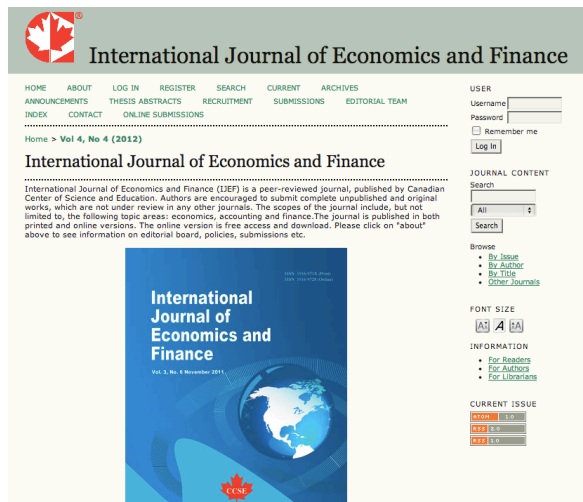 ®
International Journal of Economics and Finance
HOME ABOUT LOG IN REGISTER SEARCH CURRENT ARCHIVES
ANNOUNCEMENTS THESIS ABSTRACTS RECRUITMENT SUBMISSIONS EDITORIAL TEAM
INDEX CONTACT ONLINE SUBMISSIONS
Home > Vol 4, No 4 (2012)
International Journal of Economics and Finance
International Journal of Economics and Finance (IJEF) is a peer-reviewed journal, published by Canadian
Center of Science and Education. Authors are encouraged to submit complete unpublished and original
works, which are not under review in any other journals. The scopes of the journal include, but not
limited to, the following topic areas: economics, accounting and finance.The journal is published in both
printed and online versions. The online version is free access and download. Please click on "about"
above to see information on editorial board, policies, submissions etc.
ISSN 1916-971X (Print)
ISSN 1916-9728 (Online)
International
Journal of
Economics and
Finance
Vol. 3, No. 6 November 2011
CCSE
USER
Username
Password
Remember me
Log In
JOURNAL CONTENT
Search
All
Search
Browse
By Issue
By Author
By Title
Other Journals
FONT SIZE
A A A
INFORMATION
For Readers
For Authors
For Librarians
CURRENT ISSUE
ATOM 1.0
RSS 2.0
RSS 1.0